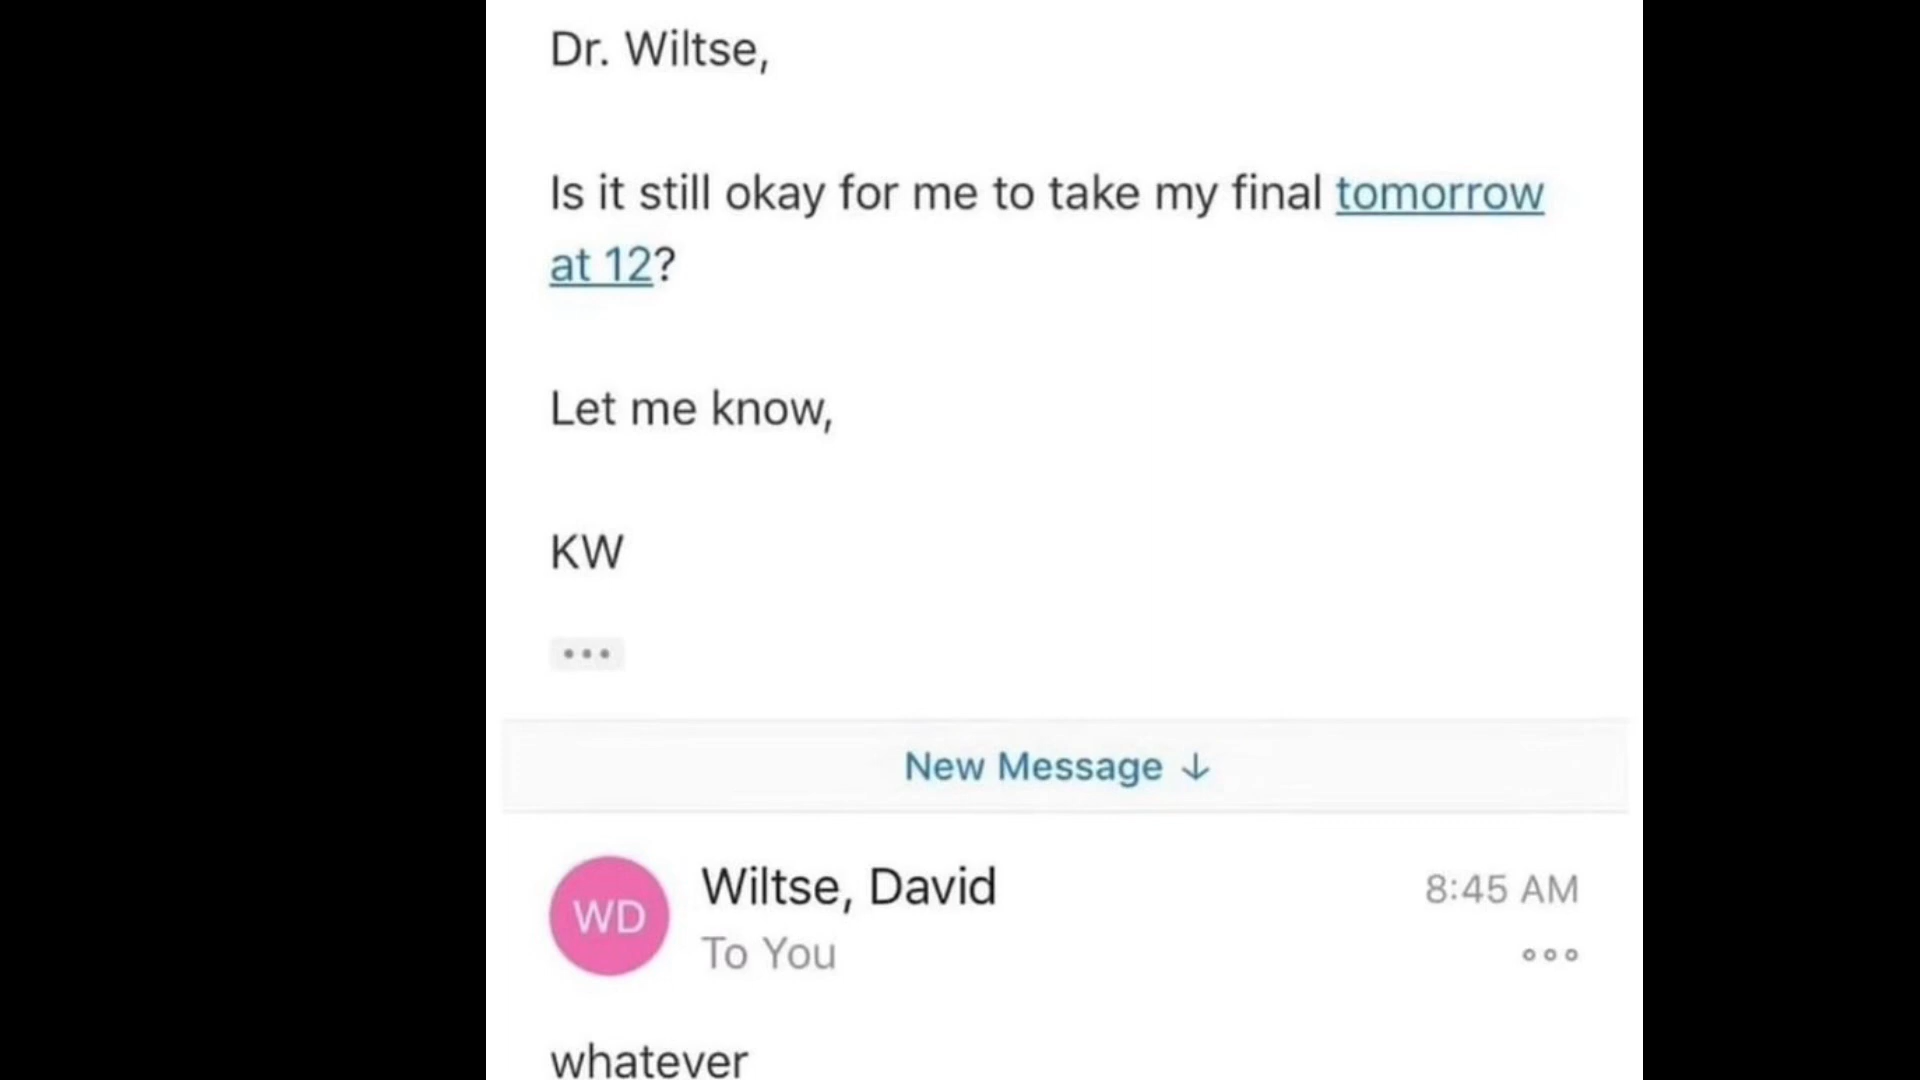 Dr. Wiltse,
Is it still okay for me to take my final tomorrow
at 12?
Let me know,
KW
New Message ↓
WD
Wiltse, David
8:45 AM
To You
whatever